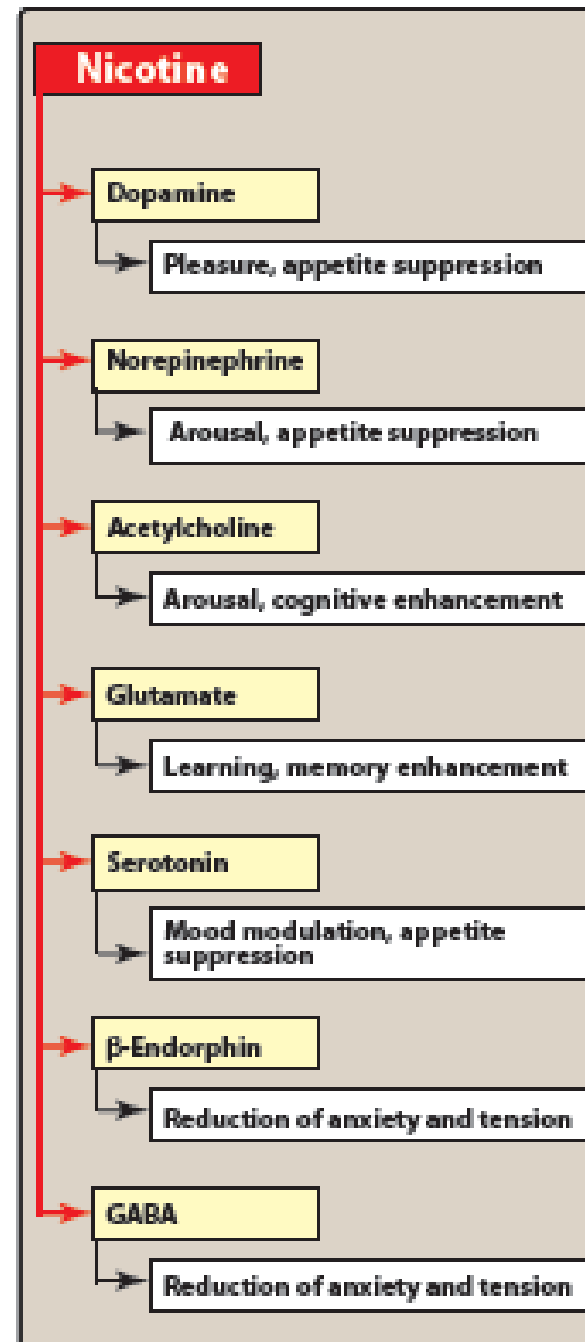 Nicotine
Dopamine
Pleasure, appetite suppression
Norepinephrine
Arousal, appetite suppression
Acetylcholine
Arousal, cognitive enhancement
Glutamate
Learning, memory enhancement
Serotonin
Mood modulation, appetite
suppression
β-Endorphin
Reduction of anxiety and tension
GABA
Reduction of anxiety and tension